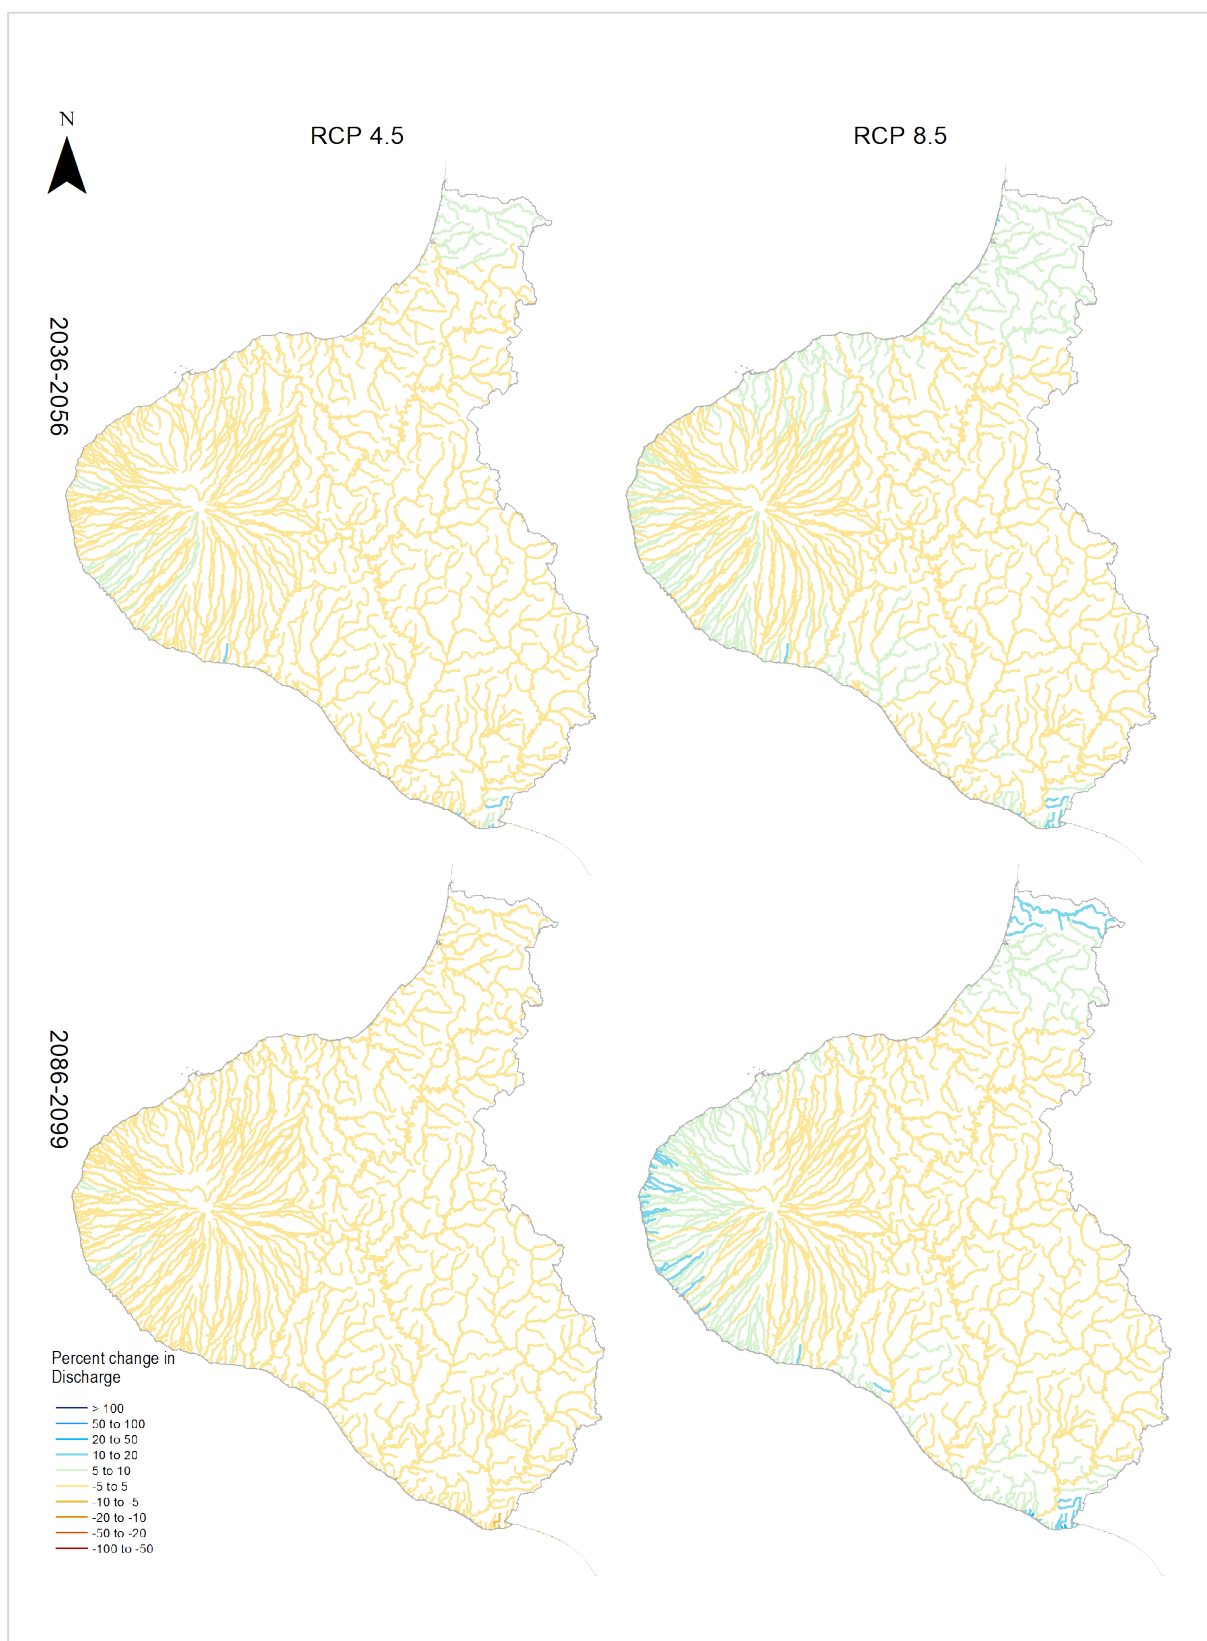 N
RCP 4.5
RCP 8.5
2036-2056
2086-2099
Percent change in
Discharge
> 100
50 to 100
20 to 50
10 to 20
5 to 10
-5 to 5
-10 to -5
-20 to -10
-50 to -20
-100 to -50